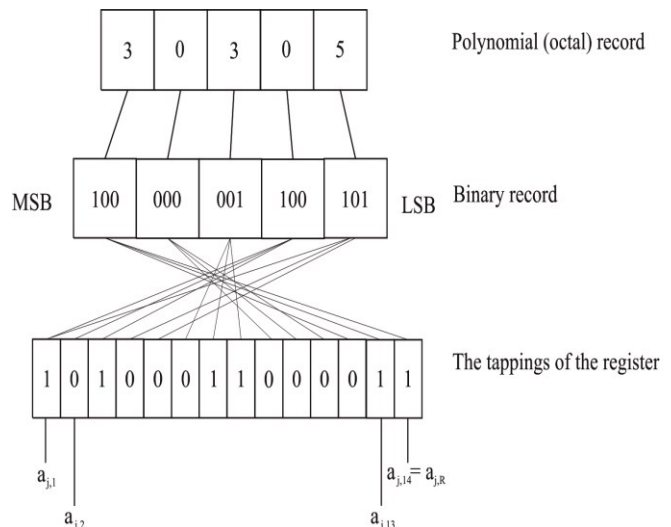 3 0 3 0 5 Polynomial (octal) record
MSB 100 000 001 100 101 LSB Binary record
1 0 1 0 0 0 1 1 0 0 0 0 1 1 The tappings of the register
a_{j,1} a_{j,14} = a_{j,R}
a_{j,2} a_{j,13}